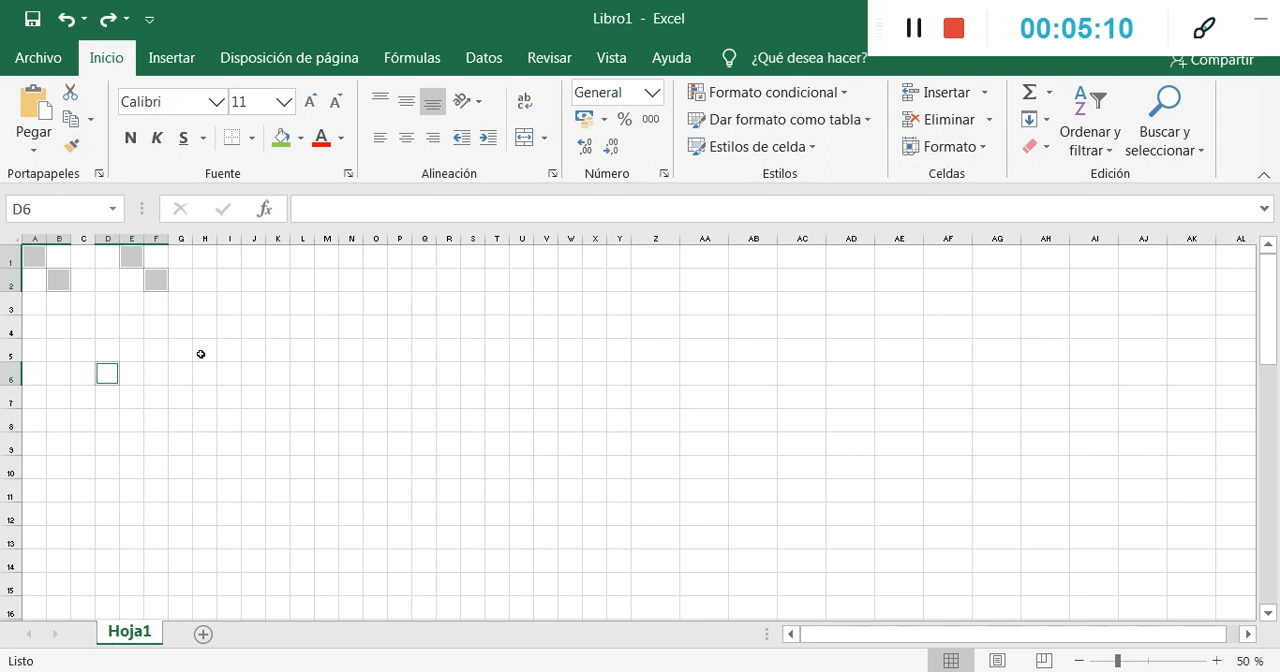 Libro1 - Excel
00:05:10
Archivo Inicio Insertar Disposición de página Fórmulas Datos Revisar Vista Ayuda ¿Qué desea hacer? Compartir
Pegar
Calibri 11
N K S A
ab
c
General
% 000
Formato condicional
Dar formato como tabla
Estilos de celda
Insertar
Eliminar
Formato
Σ
A
Z
Ordenar y
filtrar
Buscar y
seleccionar
Portapapeles Fuente Alineación Número Estilos Celdas Edición
D6 fx
A B C D E F G H I J K L M N O P Q R S T U V W X Y Z AA AB AC AD AE AF AG AH AI AJ AK AL
1
2
3
4
5
6
7
8
9
10
11
12
13
14
15
16
Hoja1
Listo 50 %